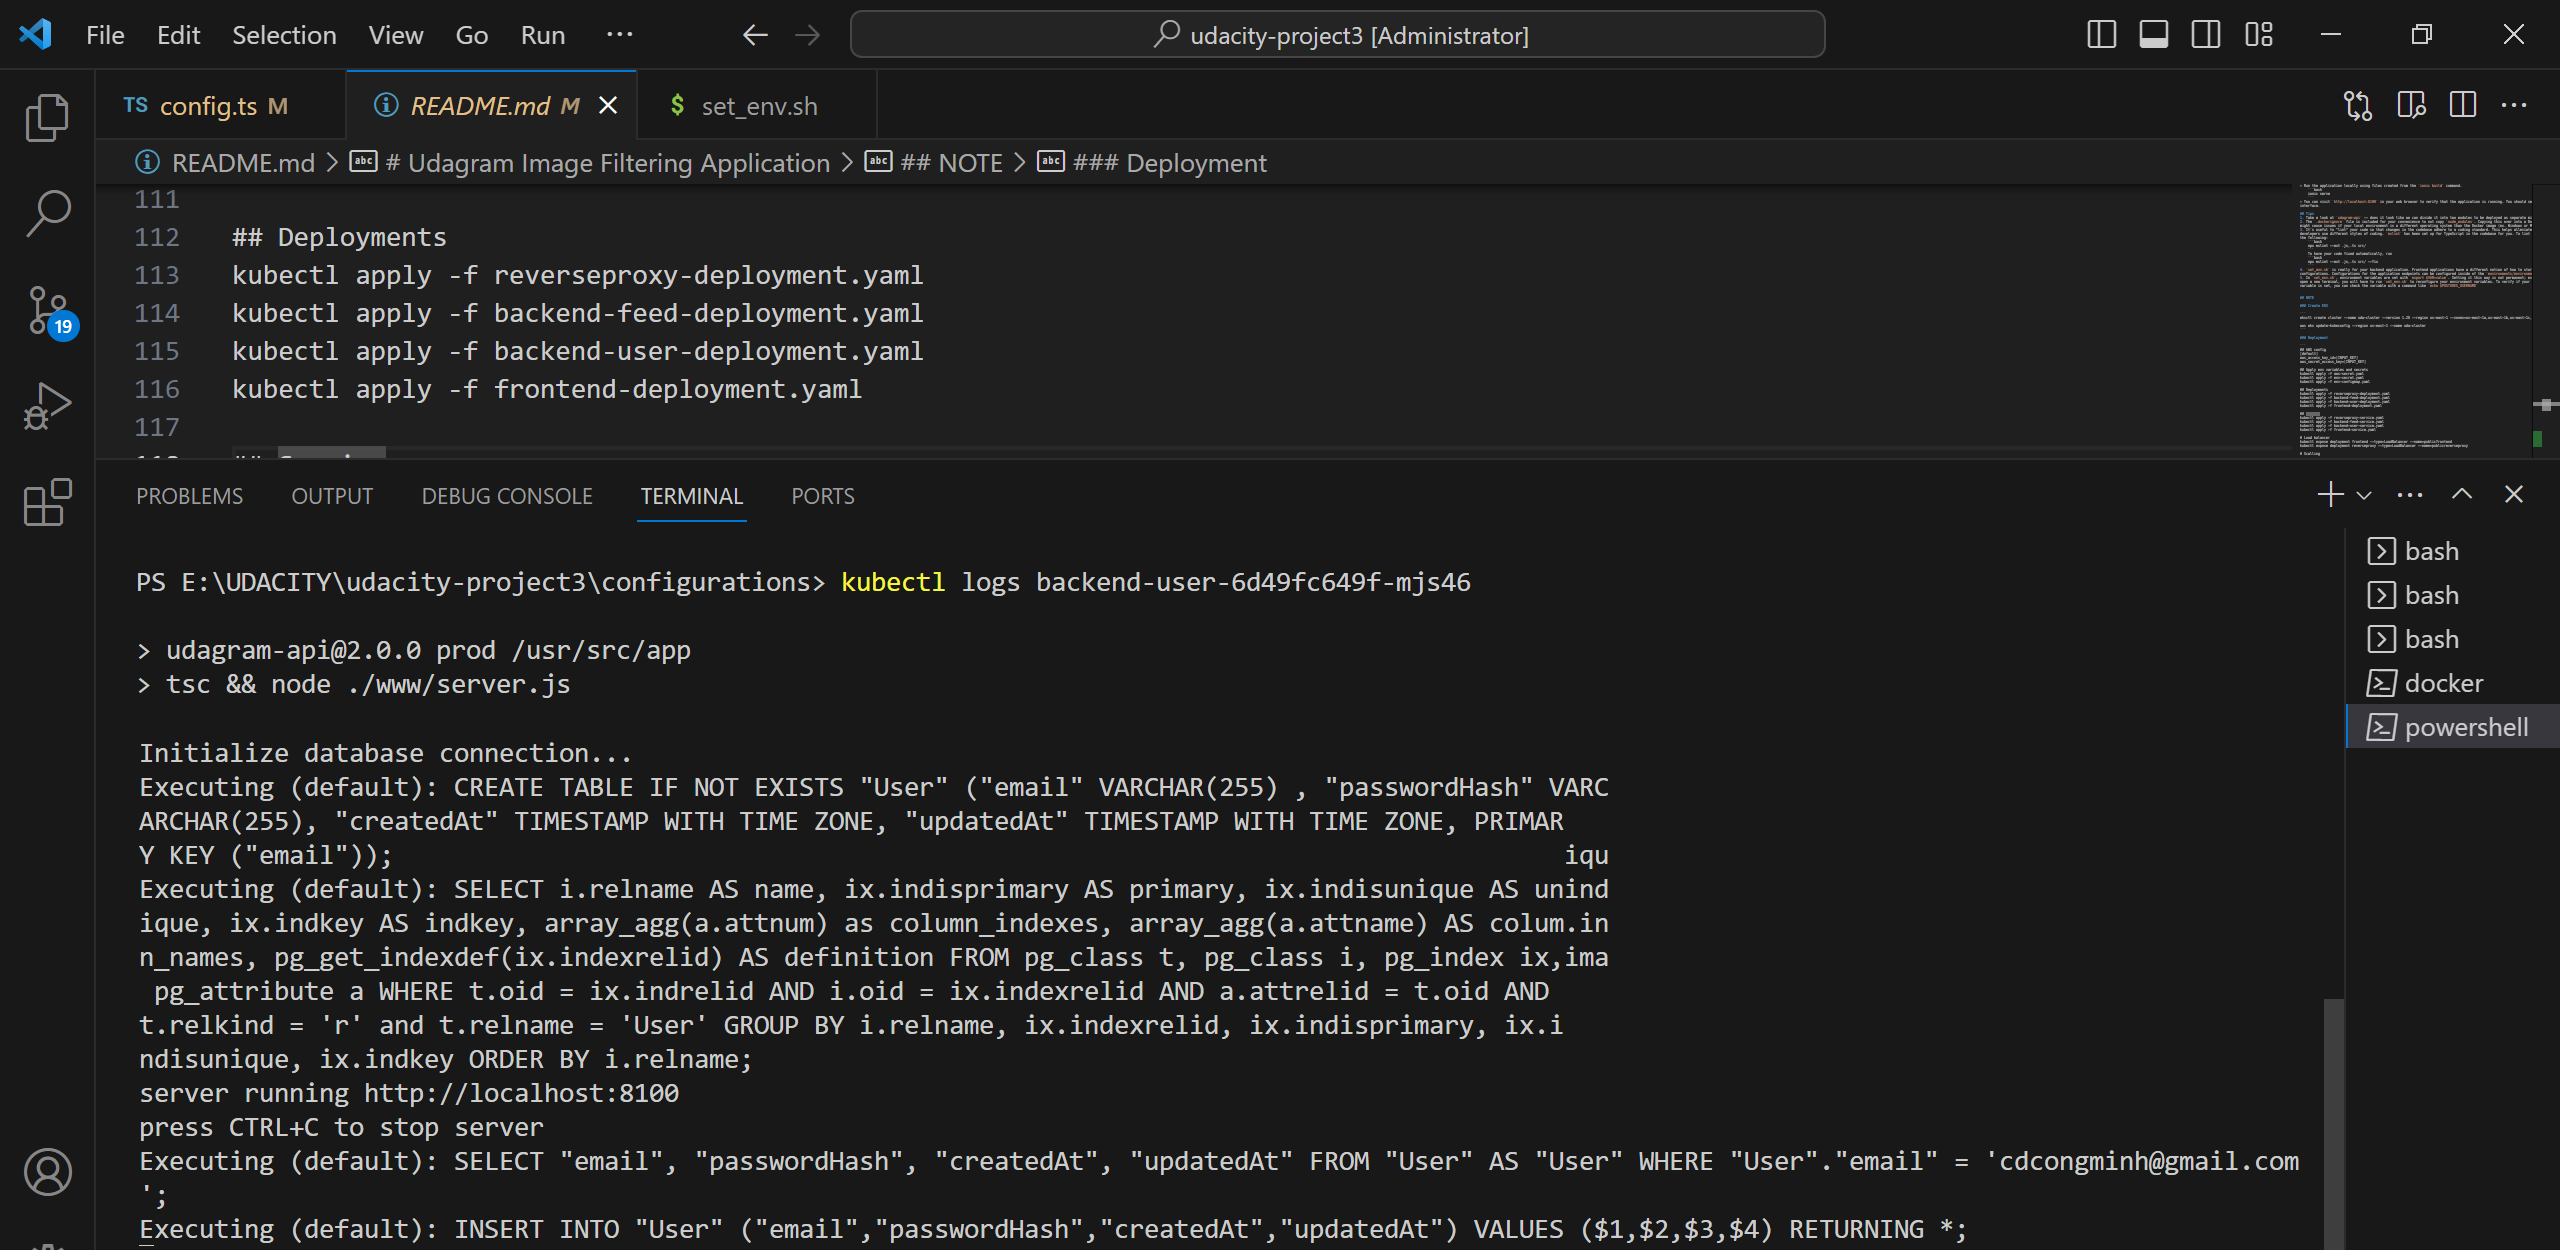 File Edit Selection View Go Run ··· udacity-project3 [Administrator]
TS config.ts M README.md M $ set_env.sh
README.md > # Udagram Image Filtering Application > ## NOTE > ### Deployment
111
112 ## Deployments
113 kubectl apply -f reverseproxy-deployment.yaml
114 kubectl apply -f backend-feed-deployment.yaml
115 kubectl apply -f backend-user-deployment.yaml
116 kubectl apply -f frontend-deployment.yaml
117
19
PROBLEMS OUTPUT DEBUG CONSOLE TERMINAL PORTS
bash
bash
bash
docker
powershell
PS E:\UDACITY\udacity-project3\configurations> kubectl logs backend-user-6d49fc649f-mjs46
> udagram-api@2.0.0 prod /usr/src/app
> tsc && node ./www/server.js
Initialize database connection...
Executing (default): CREATE TABLE IF NOT EXISTS "User" ("email" VARCHAR(255) , "passwordHash" VARC
ARCHAR(255), "createdAt" TIMESTAMP WITH TIME ZONE, "updatedAt" TIMESTAMP WITH TIME ZONE, PRIMAR
Y KEY ("email")); iqu
Executing (default): SELECT i.relname AS name, ix.indisprimary AS primary, ix.indisunique AS unind
ique, ix.indkey AS indkey, array_agg(a.attnum) as column_indexes, array_agg(a.attname) AS colum.in
n_names, pg_get_indexdef(ix.indexrelid) AS definition FROM pg_class t, pg_class i, pg_index ix,ima
pg_attribute a WHERE t.oid = ix.indrelid AND i.oid = ix.indexrelid AND a.attrelid = t.oid AND
t.relkind = 'r' and t.relname = 'User' GROUP BY i.relname, ix.indexrelid, ix.indisprimary, ix.i
ndisunique, ix.indkey ORDER BY i.relname;
server running http://localhost:8100
press CTRL+C to stop server
Executing (default): SELECT "email", "passwordHash", "createdAt", "updatedAt" FROM "User" AS "User" WHERE "User"."email" = 'cdcongminh@gmail.com
';
Executing (default): INSERT INTO "User" ("email","passwordHash","createdAt","updatedAt") VALUES ($1,$2,$3,$4) RETURNING *;